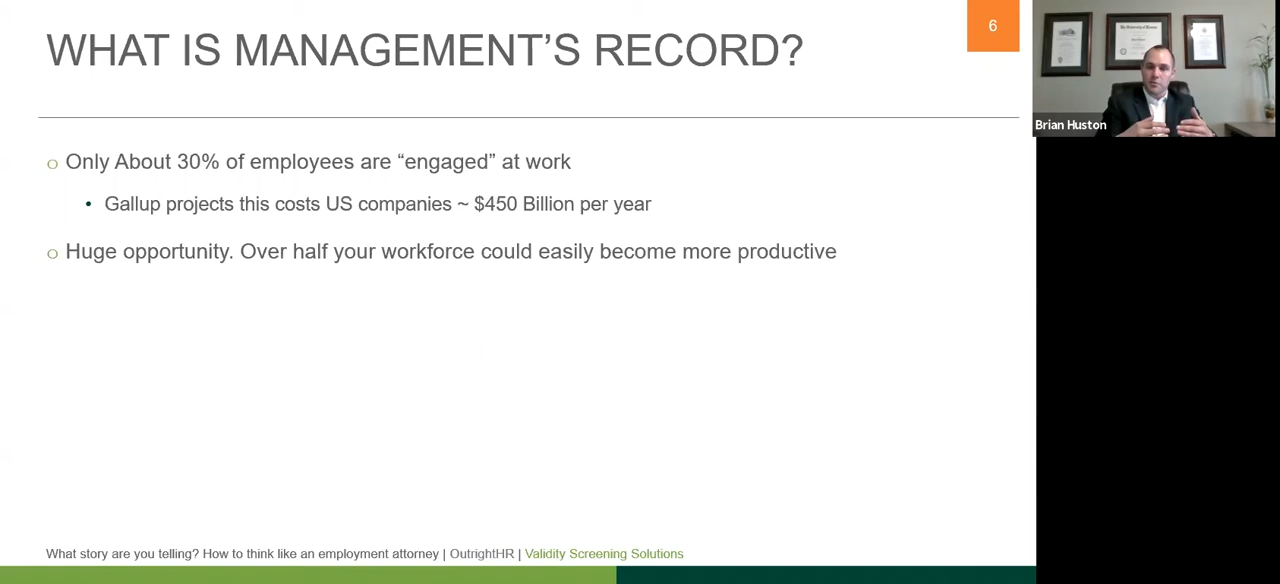 WHAT IS MANAGEMENT’S RECORD?
6
o Only About 30% of employees are “engaged” at work
• Gallup projects this costs US companies ~ $450 Billion per year
o Huge opportunity. Over half your workforce could easily become more productive
What story are you telling? How to think like an employment attorney | OutrightHR | Validity Screening Solutions
Brian Huston